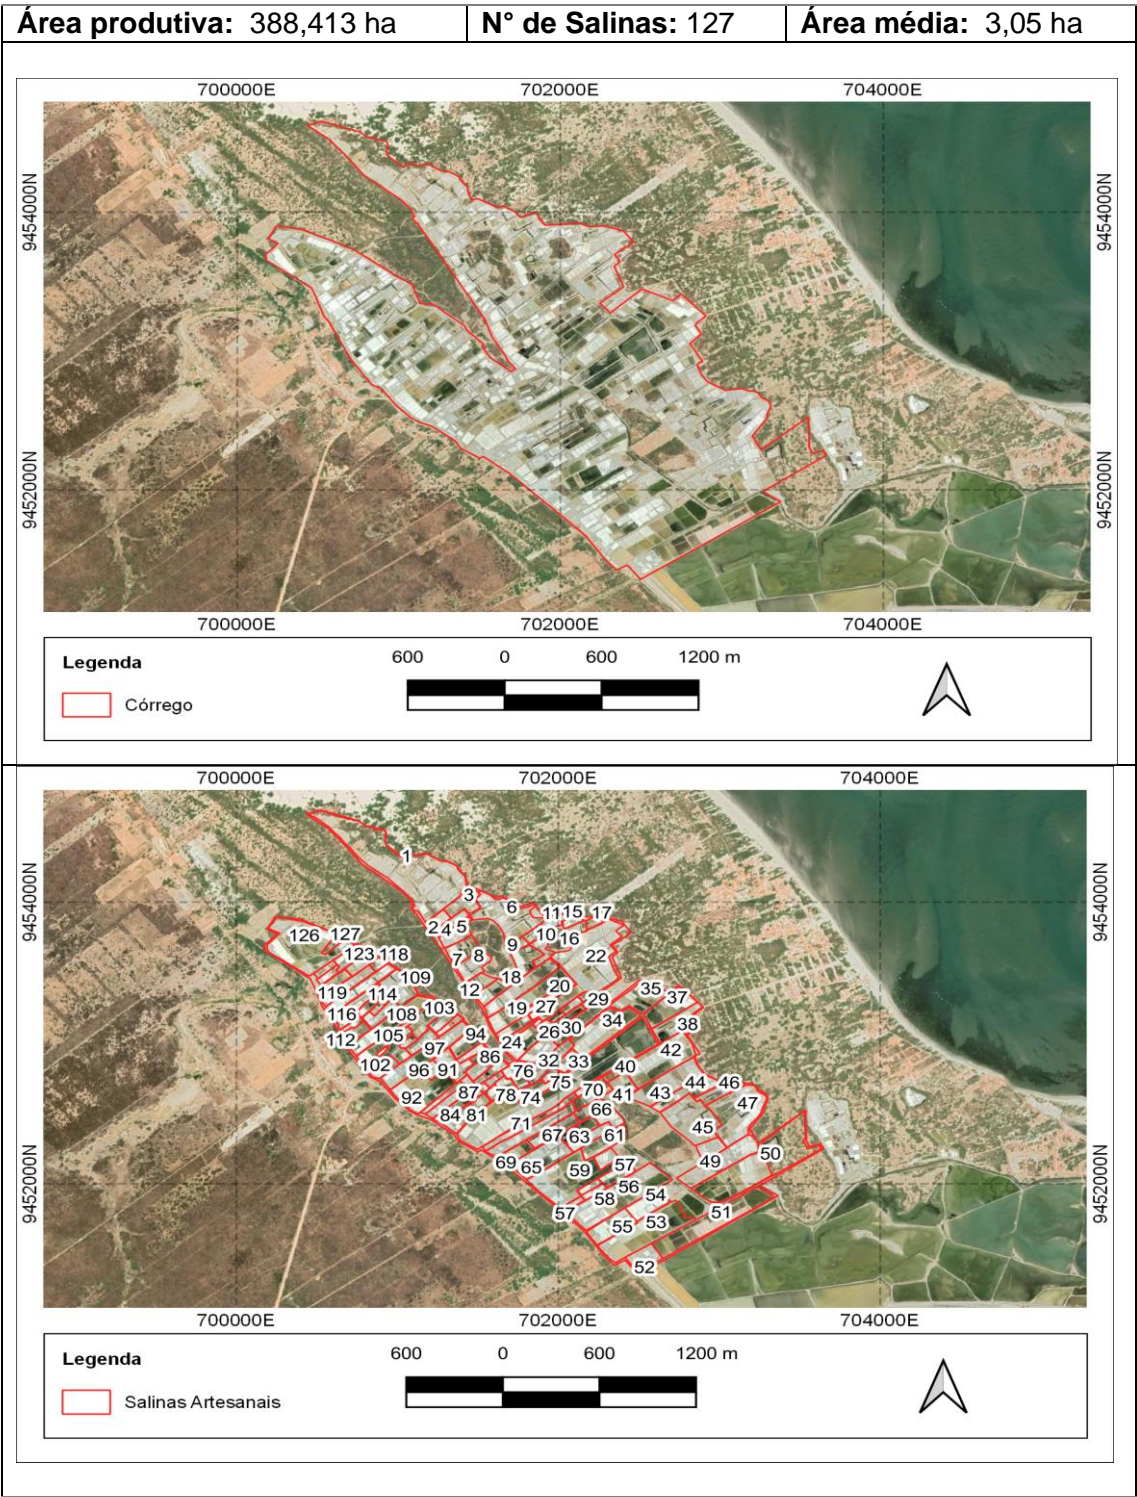 Área produtiva: 388,413 ha N° de Salinas: 127 Área média: 3,05 ha
700000E 702000E 704000E
9454000N 9454000N
9452000N 9452000N
700000E 702000E 704000E
Legenda 600 0 600 1200 m
Córrego
700000E 702000E 704000E
1
9454000N 9454000N
3
6
11 15 17
2 4 5
126 127
10 16
9
123 118
7 8 22
109
18
119 114
12 20
35 37
29
116 108 103
19 27
34
38
112 105 94
26 30
97 24
42
86
102 96 91
76 32 33 40
75
44 46
92 87 78 74
70 41 43
47
84 81 66
71 45
67 63 61
69 65 59 57
49 50
9452000N 9452000N
56 54
58
57 55 53 51
52
700000E 702000E 704000E
Legenda 600 0 600 1200 m
Salinas Artesanais